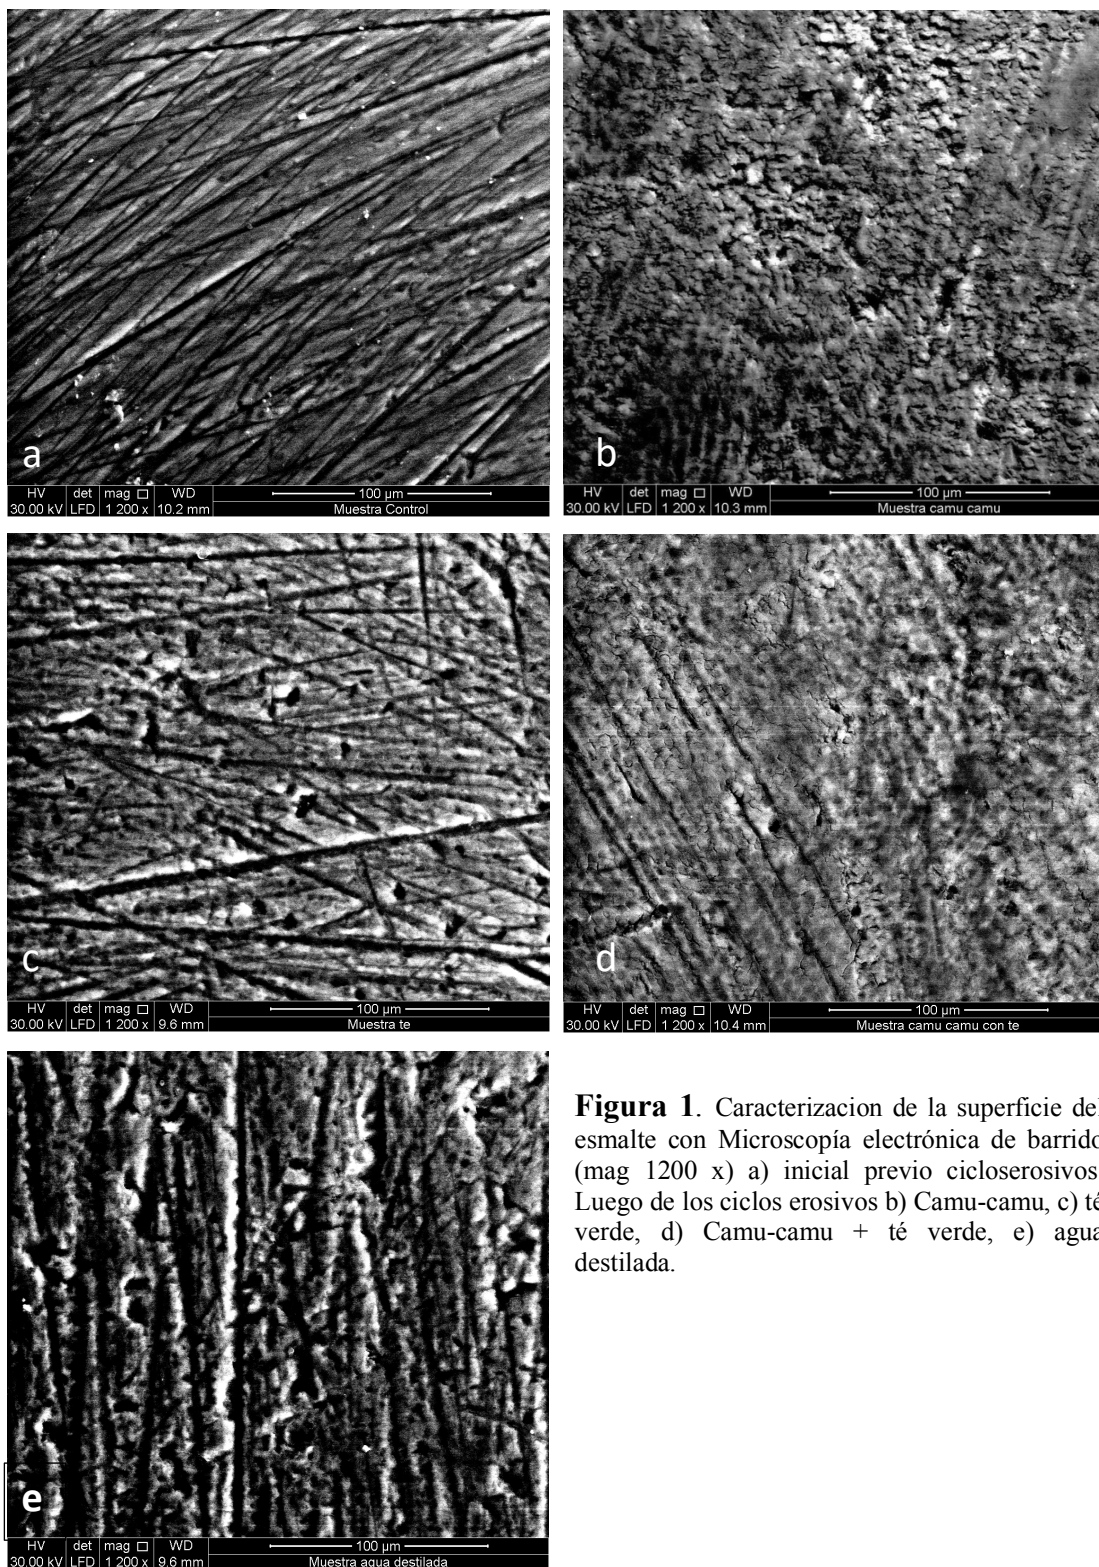 a
HV det mag □ WD 100 µm
30.00 kV LFD 1 200 x 10.2 mm Muestra Control
b
HV det mag □ WD 100 µm
30.00 kV LFD 1 200 x 10.3 mm Muestra camu camu
c
HV det mag □ WD 100 µm
30.00 kV LFD 1 200 x 9.6 mm Muestra te
d
HV det mag □ WD 100 µm
30.00 kV LFD 1 200 x 10.4 mm Muestra camu camu con te
e
HV det mag □ WD 100 µm
30.00 kV LFD 1 200 x 9.6 mm Muestra agua destilada
Figura 1. Caracterizacion de la superficie del
esmalte con Microscopía electrónica de barrido
(mag 1200 x) a) inicial previo cicloserosivos.
Luego de los ciclos erosivos b) Camu-camu, c) té
verde, d) Camu-camu + té verde, e) agua
destilada.